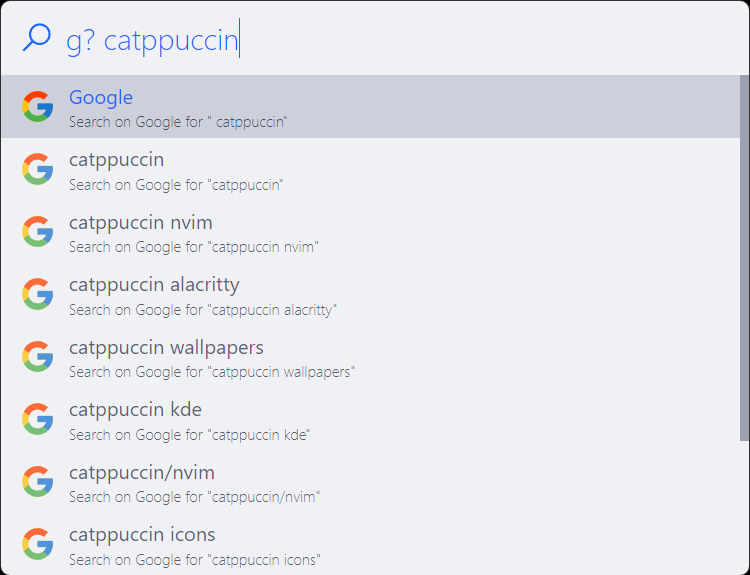 g? catppuccin
Google
Search on Google for " catppuccin"
catppuccin
Search on Google for "catppuccin"
catppuccin nvim
Search on Google for "catppuccin nvim"
catppuccin alacritty
Search on Google for "catppuccin alacritty"
catppuccin wallpapers
Search on Google for "catppuccin wallpapers"
catppuccin kde
Search on Google for "catppuccin kde"
catppuccin/nvim
Search on Google for "catppuccin/nvim"
catppuccin icons
Search on Google for "catppuccin icons"